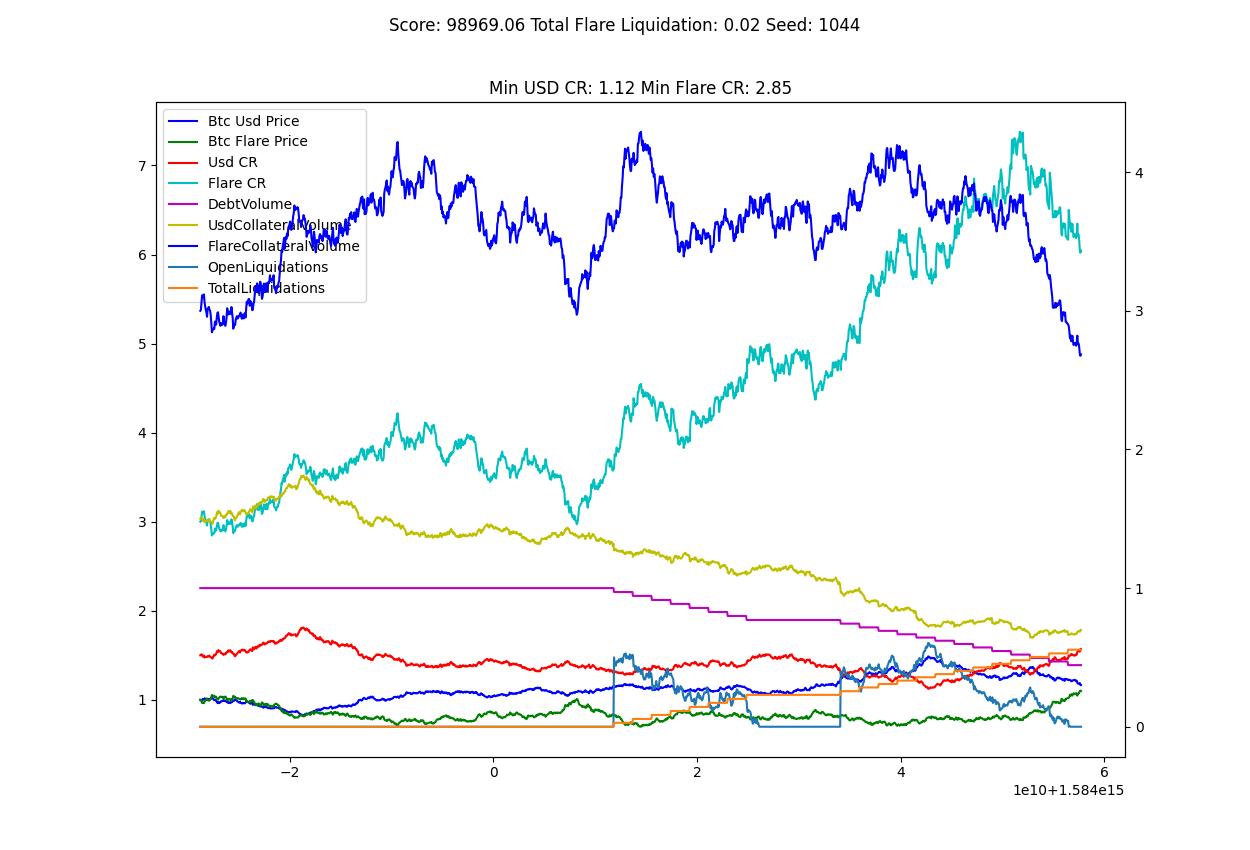 Score: 98969.06 Total Flare Liquidation: 0.02 Seed: 1044
Min USD CR: 1.12 Min Flare CR: 2.85
Btc Usd Price
Btc Flare Price
Usd CR
Flare CR
DebtVolume
UsdCollateralVolume
FlareCollateralVolume
OpenLiquidations
TotalLiquidations
7
6
5
4
3
2
1
4
3
2
1
0
−2
0
2
4
6
1e10+1.584e15